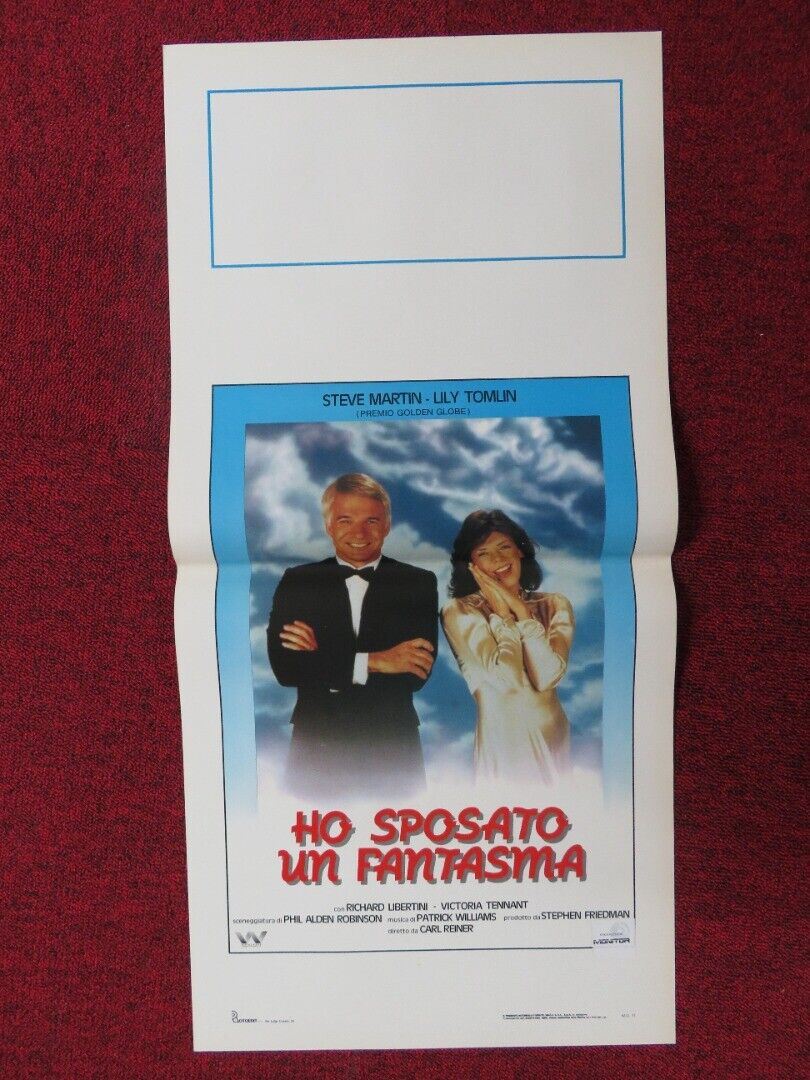 STEVE MARTIN - LILY TOMLIN
(PREMIO GOLDEN GLOBE)
HO SPOSATO
UN FANTASMA
con RICHARD LIBERTINI - VICTORIA TENNANT
sceneggiatura di PHIL ALDEN ROBINSON musica di PATRICK WILLIAMS prodotto da STEPHEN FRIEDMAN
diretto da CARL REINER
MONITOR